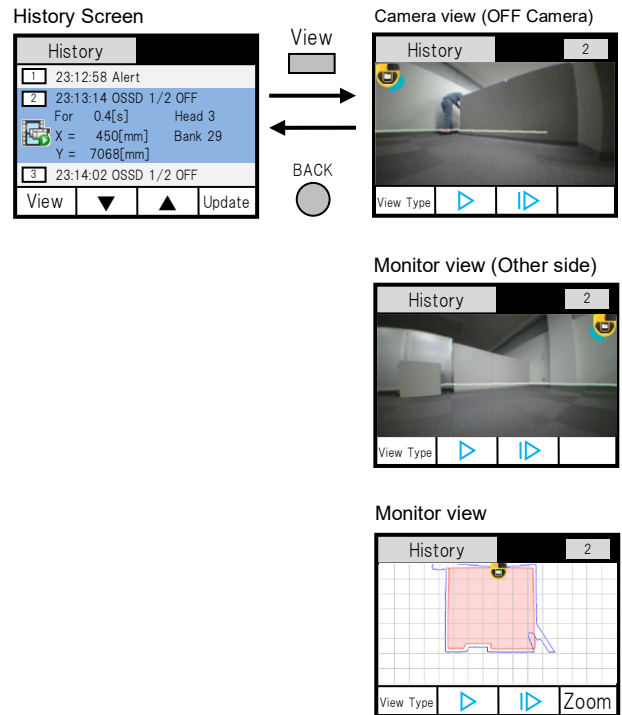 History Screen
History
1 23:12:58 Alert
2 23:13:14 OSSD 1/2 OFF
For 0.4[s] Head 3
X = 450[mm] Bank 29
Y = 7068[mm]
3 23:14:02 OSSD 1/2 OFF
View ▼ ▲ Update
View
BACK
Camera view (OFF Camera)
History 2
View Type
Monitor view (Other side)
History 2
View Type
Monitor view
History 2
View Type Zoom